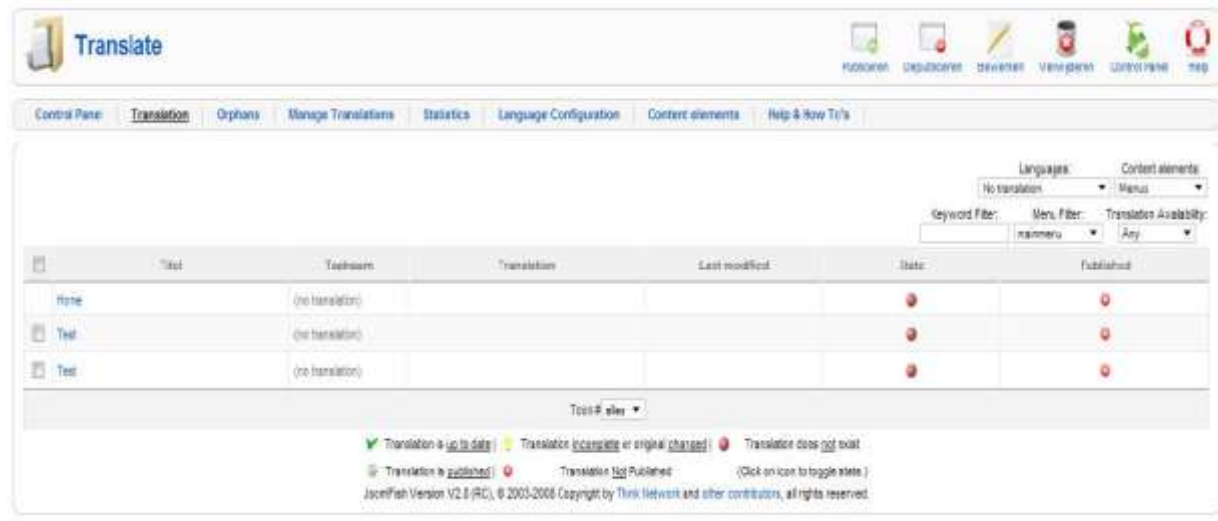 Translate
Publiceren Depubliceren Bewerken Verwijderen Control Panel Help
Control Panel Translation Orphans Manage Translations Statistics Language Configuration Content elements Help & How To's
Languages: Content elements:
No translation Menus
Keyword Filter: Menu Filter: Translation Availability:
mainmenu Any
Titel Taalnaam Translation Last modified State Published
Home (no translation)
Test (no translation)
Test (no translation)
Toon # alles
Translation is up to date | Translation incomplete or original changed | Translation does not exist
Translation is published | Translation Not Published (Click on icon to toggle state.)
JoomFish Version V2.0 (RC), © 2003-2008 Copyright by Think Network and other contributors, all rights reserved.